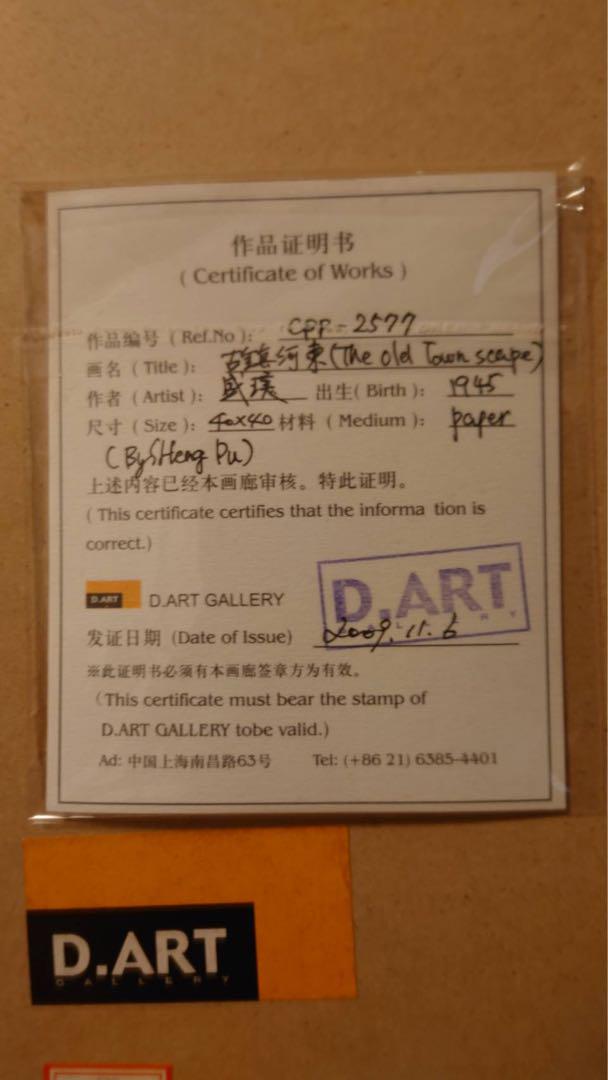 作品证明书
( Certificate of Works )
作品编号 ( Ref.No ): CPP-2577
画名 ( Title ): 古镇河東 (The old Town scape)
作者 ( Artist ): 盛璞 出生 ( Birth ): 1945
尺寸 ( Size ): 40x40 材料 ( Medium ): paper
(By SHeng Pu)
上述内容已经本画廊审核。特此证明。
( This certificate certifies that the informa tion is
correct.)
D.ART D.ART GALLERY
D.ART
GALLERY
发证日期 (Date of Issue) 2009.11.6
※此证明书必须有本画廊签章方为有效。
(This certificate must bear the stamp of
D.ART GALLERY tobe valid.)
Ad: 中国上海南昌路63号 Tel: (+86 21) 6385-4401
D.ART
GALLERY